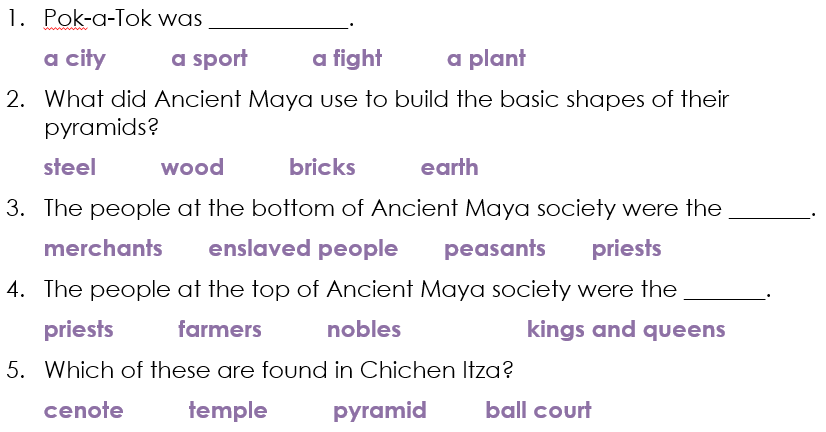 1. Pok-a-Tok was ___________.
a city a sport a fight a plant
2. What did Ancient Maya use to build the basic shapes of their
pyramids?
steel wood bricks earth
3. The people at the bottom of Ancient Maya society were the ______.
merchants enslaved people peasants priests
4. The people at the top of Ancient Maya society were the ______.
priests farmers nobles kings and queens
5. Which of these are found in Chichen Itza?
cenote temple pyramid ball court